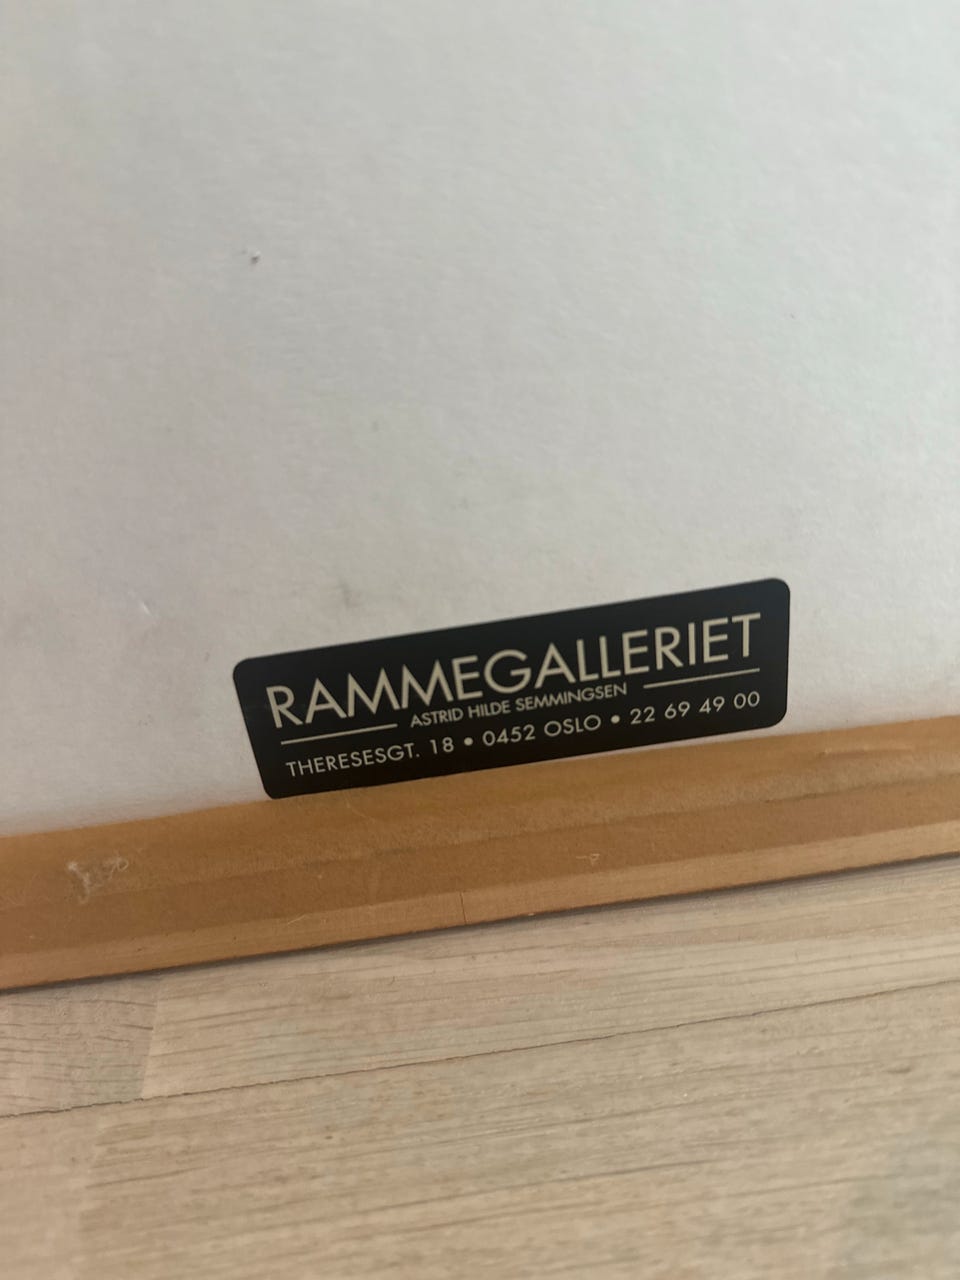 RAMMEGALLERIET
ASTRID HILDE SEMMINGSEN
THERESESGT. 18 • 0452 OSLO • 22 69 49 00